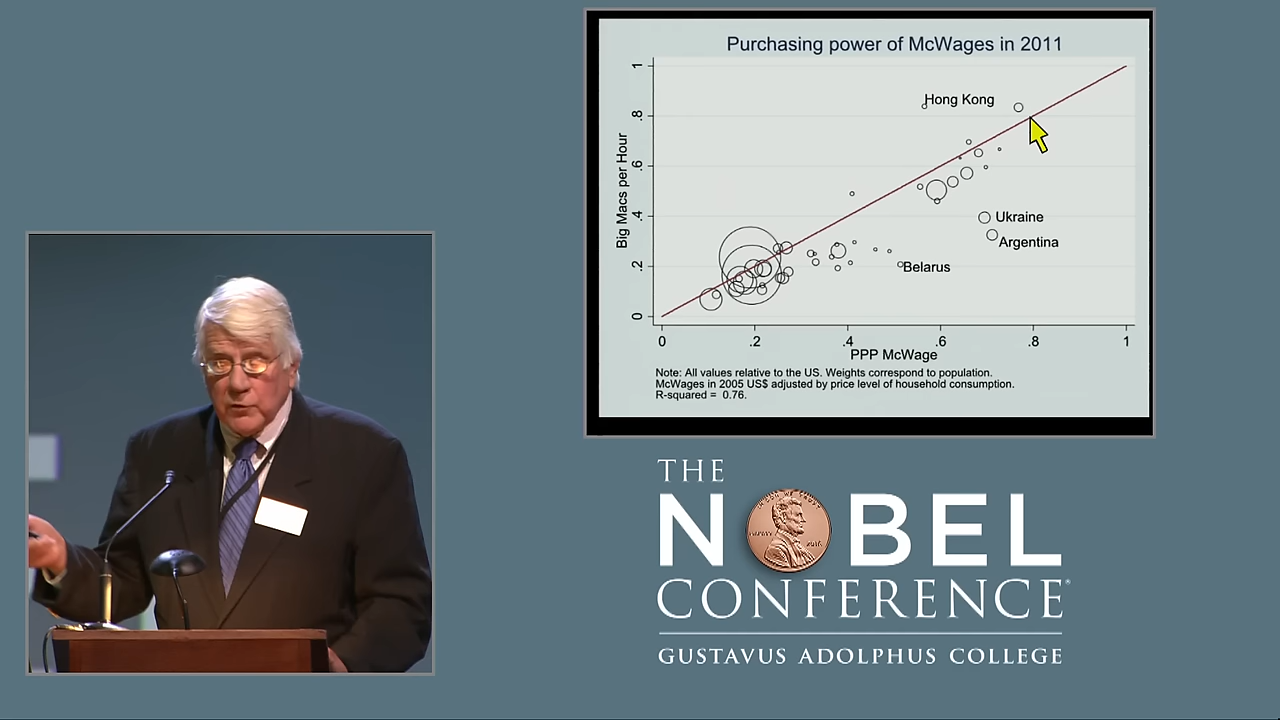 Purchasing power of McWages in 2011
Big Macs per Hour
1
.8
.6
.4
.2
0
Hong Kong
Ukraine
Argentina
Belarus
0 .2 .4 .6 .8 1
PPP McWage
Note: All values relative to the US. Weights correspond to population.
McWages in 2005 US$ adjusted by price level of household consumption.
R-squared = 0.76.
THE
NOBEL
CONFERENCE®
GUSTAVUS ADOLPHUS COLLEGE